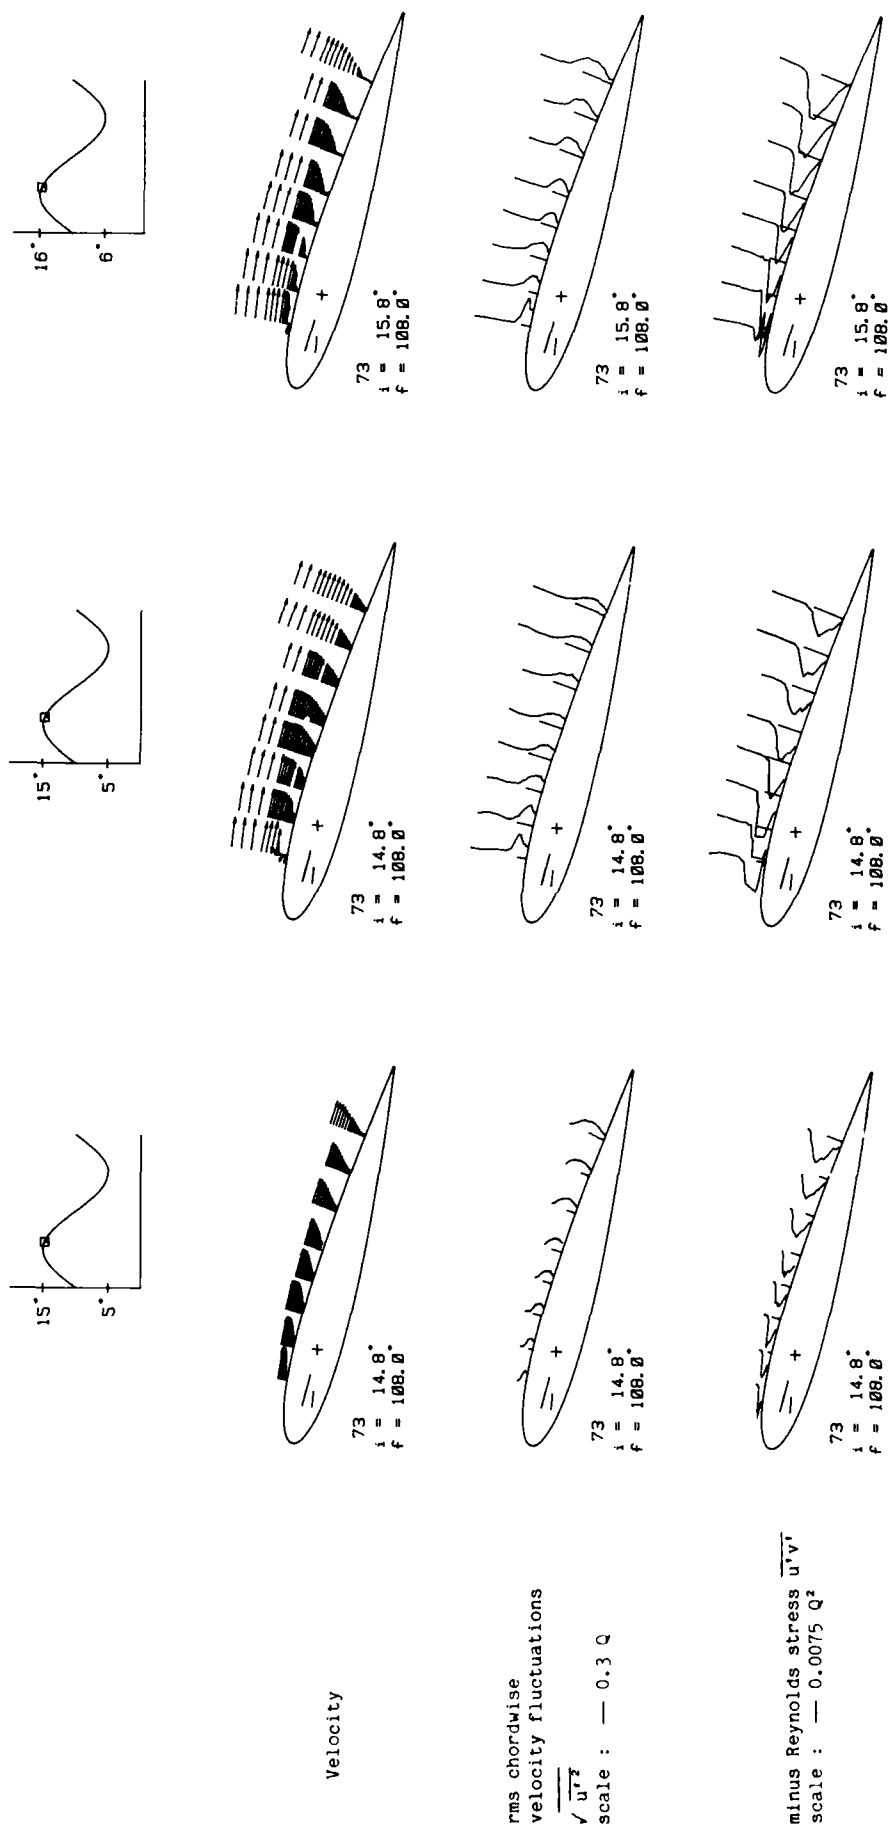 15°
5°
15°
5°
16°
6°
Velocity
73
i = 14.8°
f = 108.0°
73
i = 14.8°
f = 108.0°
73
i = 15.8°
f = 108.0°
rms chordwise
velocity fluctuations
√ u'²
scale : — 0.3 Q
73
i = 14.8°
f = 108.0°
73
i = 14.8°
f = 108.0°
73
i = 15.8°
f = 108.0°
minus Reynolds stress u'v'
scale : — 0.0075 Q²
73
i = 14.8°
f = 108.0°
73
i = 14.8°
f = 108.0°
73
i = 15.8°
f = 108.0°